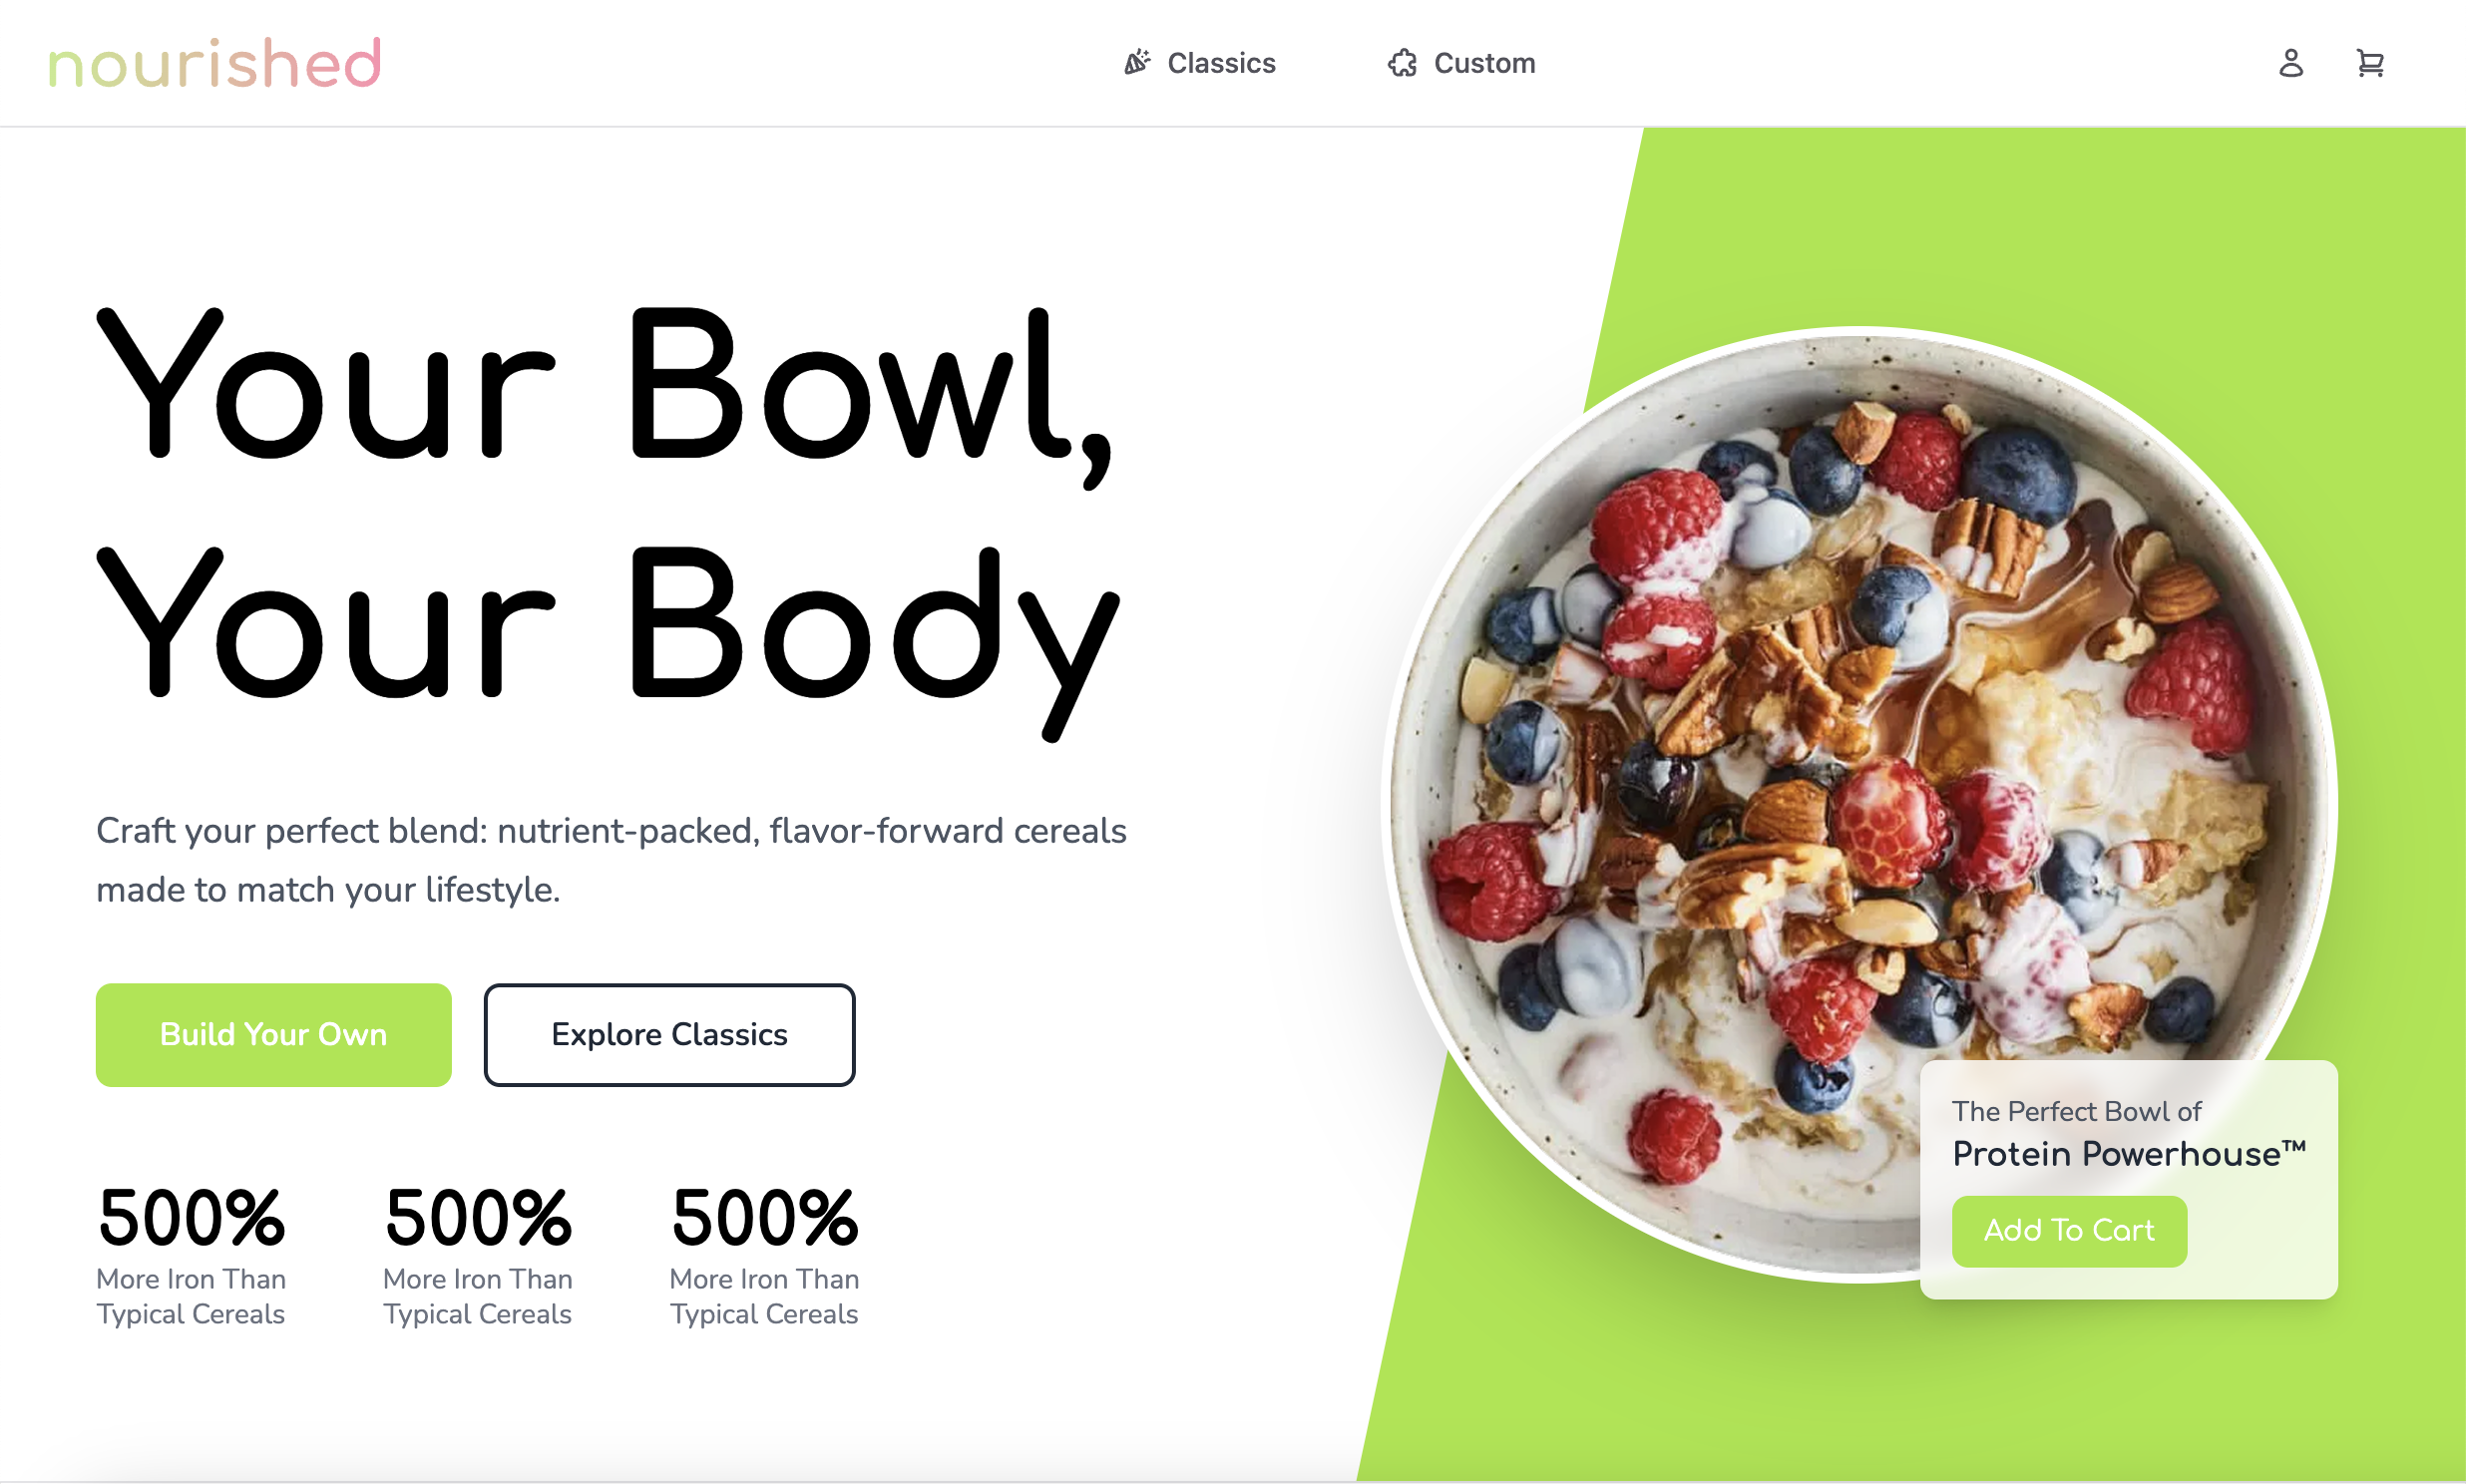 nourished
Classics
Custom
Your Bowl,
Your Body
Craft your perfect blend: nutrient-packed, flavor-forward cereals
made to match your lifestyle.
Build Your Own
Explore Classics
500%
More Iron Than
Typical Cereals
500%
More Iron Than
Typical Cereals
500%
More Iron Than
Typical Cereals
The Perfect Bowl of
Protein Powerhouse™
Add To Cart